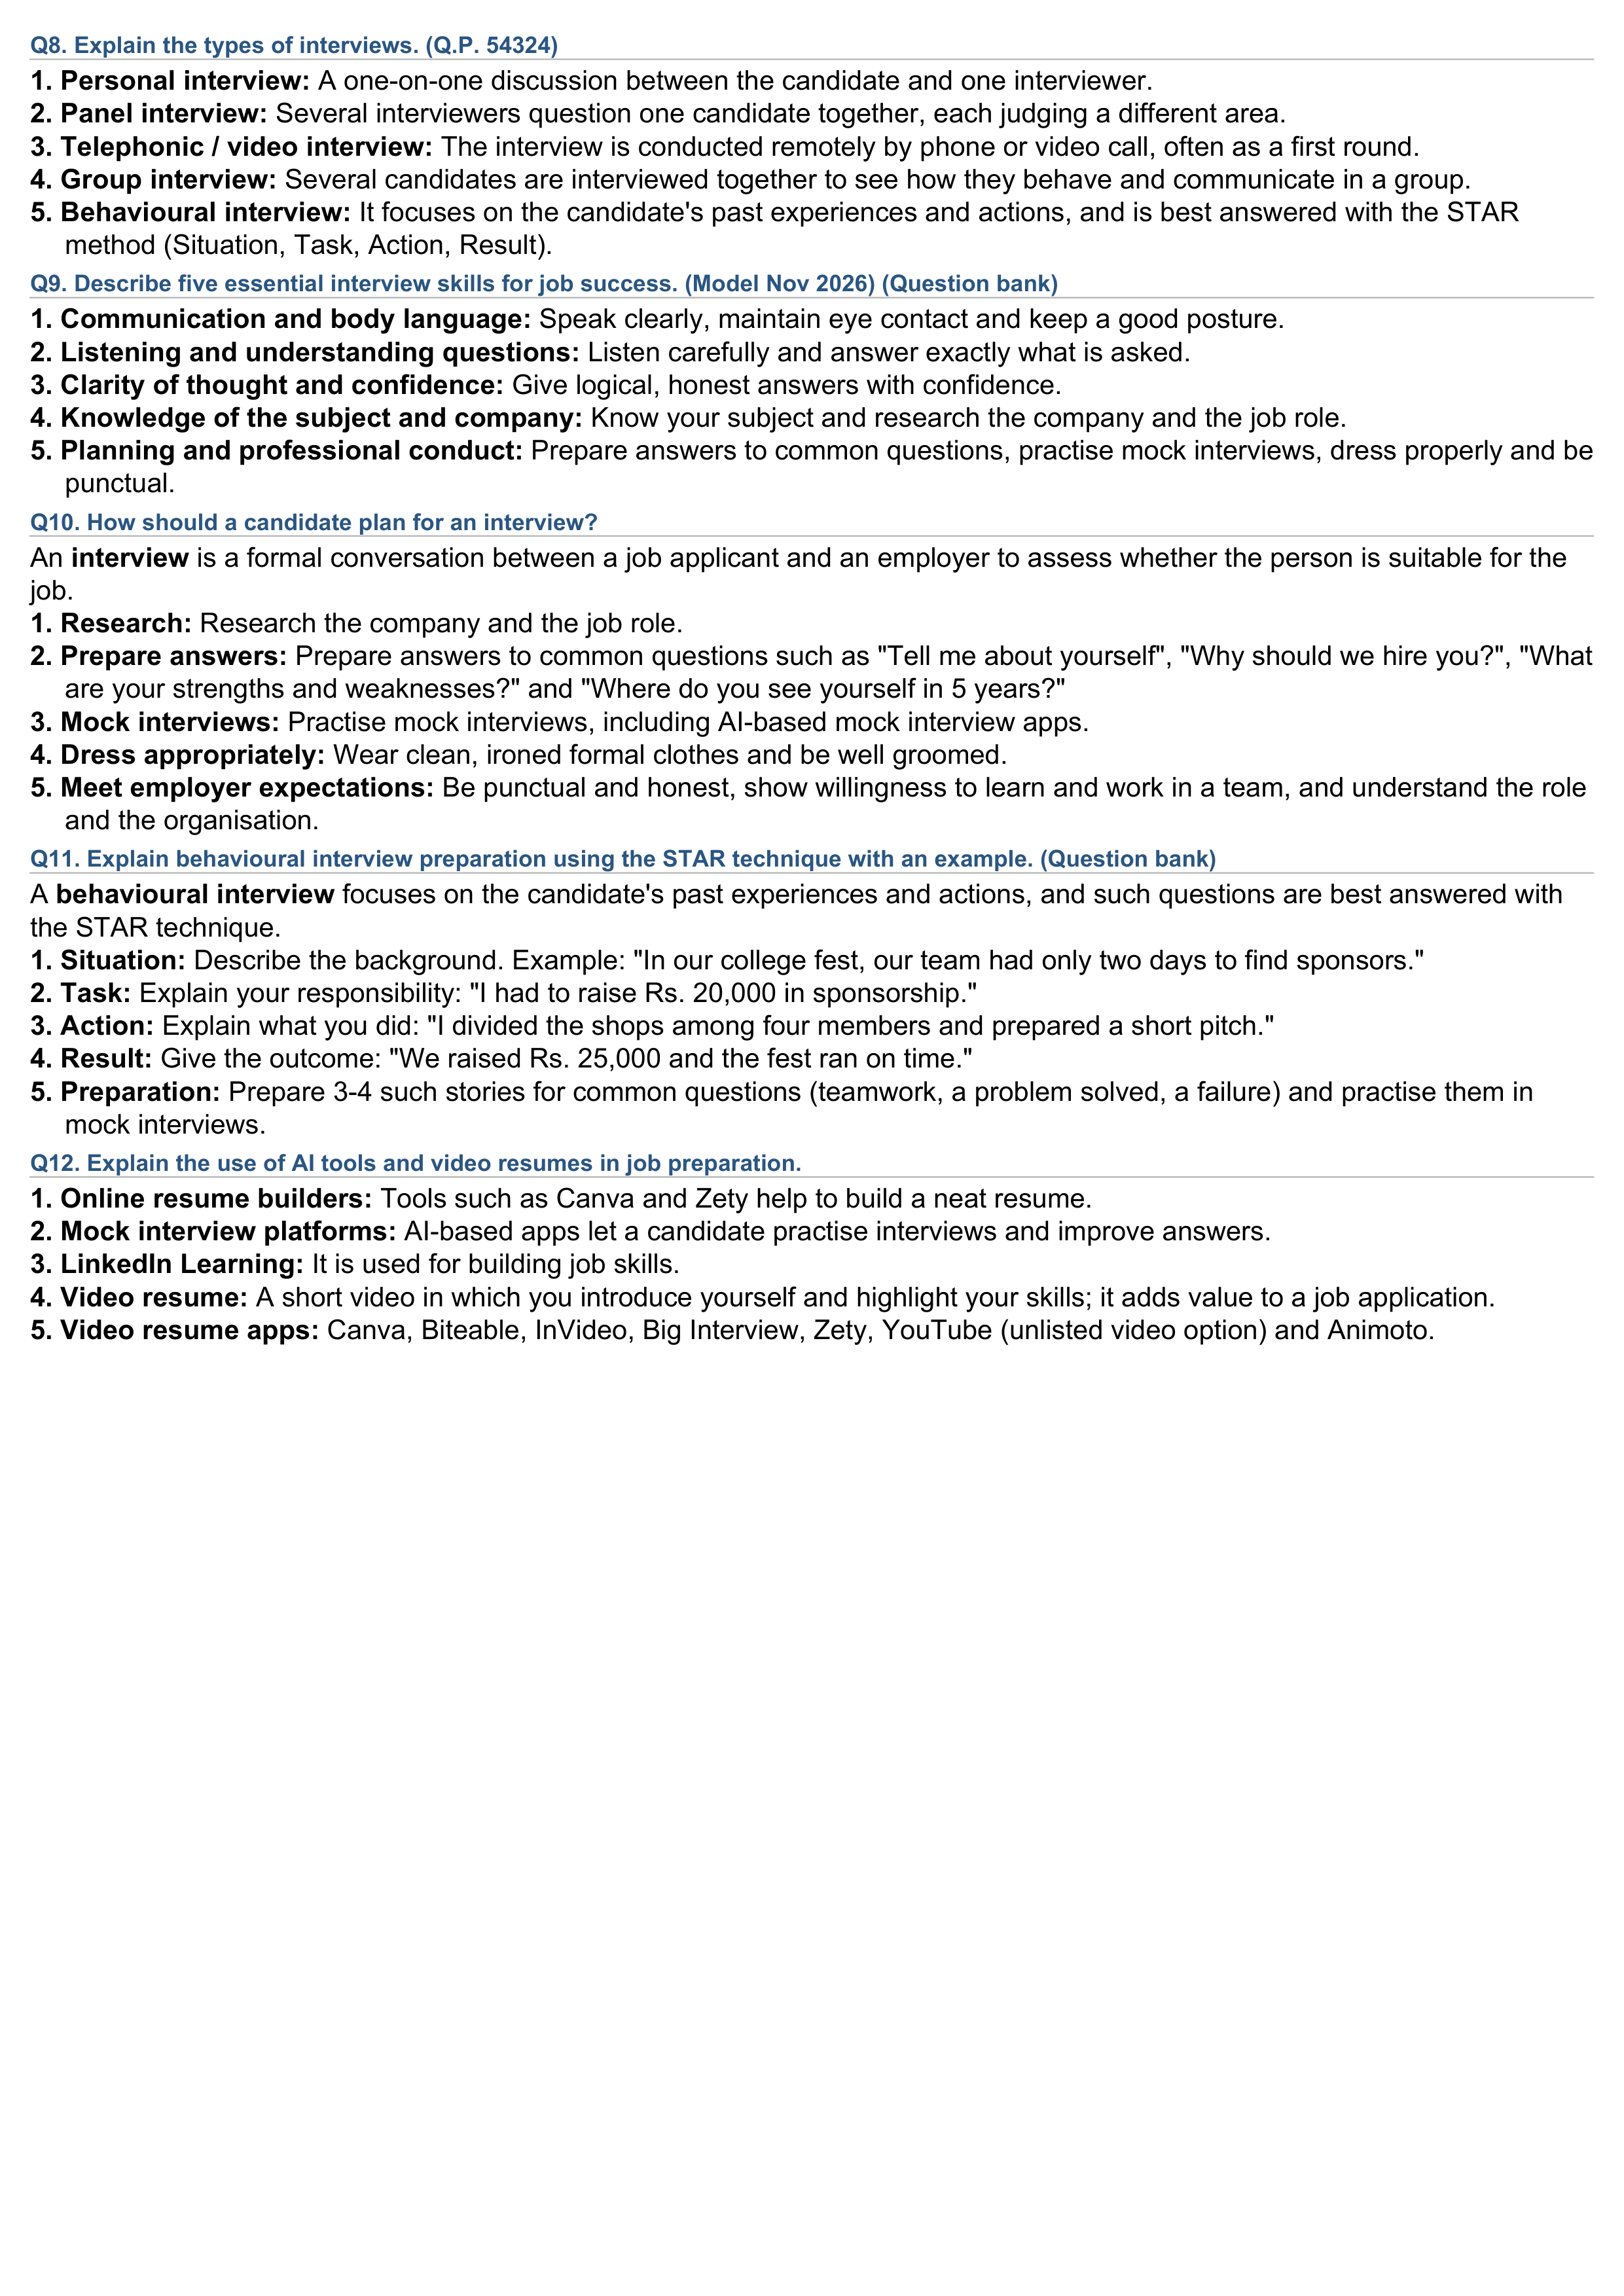 Q8. Explain the types of interviews. (Q.P. 54324)
1. Personal interview: A one-on-one discussion between the candidate and one interviewer.
2. Panel interview: Several interviewers question one candidate together, each judging a different area.
3. Telephonic / video interview: The interview is conducted remotely by phone or video call, often as a first round.
4. Group interview: Several candidates are interviewed together to see how they behave and communicate in a group.
5. Behavioural interview: It focuses on the candidate's past experiences and actions, and is best answered with the STAR
method (Situation, Task, Action, Result).
Q9. Describe five essential interview skills for job success. (Model Nov 2026) (Question bank)
1. Communication and body language: Speak clearly, maintain eye contact and keep a good posture.
2. Listening and understanding questions: Listen carefully and answer exactly what is asked.
3. Clarity of thought and confidence: Give logical, honest answers with confidence.
4. Knowledge of the subject and company: Know your subject and research the company and the job role.
5. Planning and professional conduct: Prepare answers to common questions, practise mock interviews, dress properly and be
punctual.
Q10. How should a candidate plan for an interview?
An interview is a formal conversation between a job applicant and an employer to assess whether the person is suitable for the
job.
1. Research: Research the company and the job role.
2. Prepare answers: Prepare answers to common questions such as "Tell me about yourself", "Why should we hire you?", "What
are your strengths and weaknesses?" and "Where do you see yourself in 5 years?"
3. Mock interviews: Practise mock interviews, including AI-based mock interview apps.
4. Dress appropriately: Wear clean, ironed formal clothes and be well groomed.
5. Meet employer expectations: Be punctual and honest, show willingness to learn and work in a team, and understand the role
and the organisation.
Q11. Explain behavioural interview preparation using the STAR technique with an example. (Question bank)
A behavioural interview focuses on the candidate's past experiences and actions, and such questions are best answered with
the STAR technique.
1. Situation: Describe the background. Example: "In our college fest, our team had only two days to find sponsors."
2. Task: Explain your responsibility: "I had to raise Rs. 20,000 in sponsorship."
3. Action: Explain what you did: "I divided the shops among four members and prepared a short pitch."
4. Result: Give the outcome: "We raised Rs. 25,000 and the fest ran on time."
5. Preparation: Prepare 3-4 such stories for common questions (teamwork, a problem solved, a failure) and practise them in
mock interviews.
Q12. Explain the use of AI tools and video resumes in job preparation.
1. Online resume builders: Tools such as Canva and Zety help to build a neat resume.
2. Mock interview platforms: AI-based apps let a candidate practise interviews and improve answers.
3. LinkedIn Learning: It is used for building job skills.
4. Video resume: A short video in which you introduce yourself and highlight your skills; it adds value to a job application.
5. Video resume apps: Canva, Biteable, InVideo, Big Interview, Zety, YouTube (unlisted video option) and Animoto.